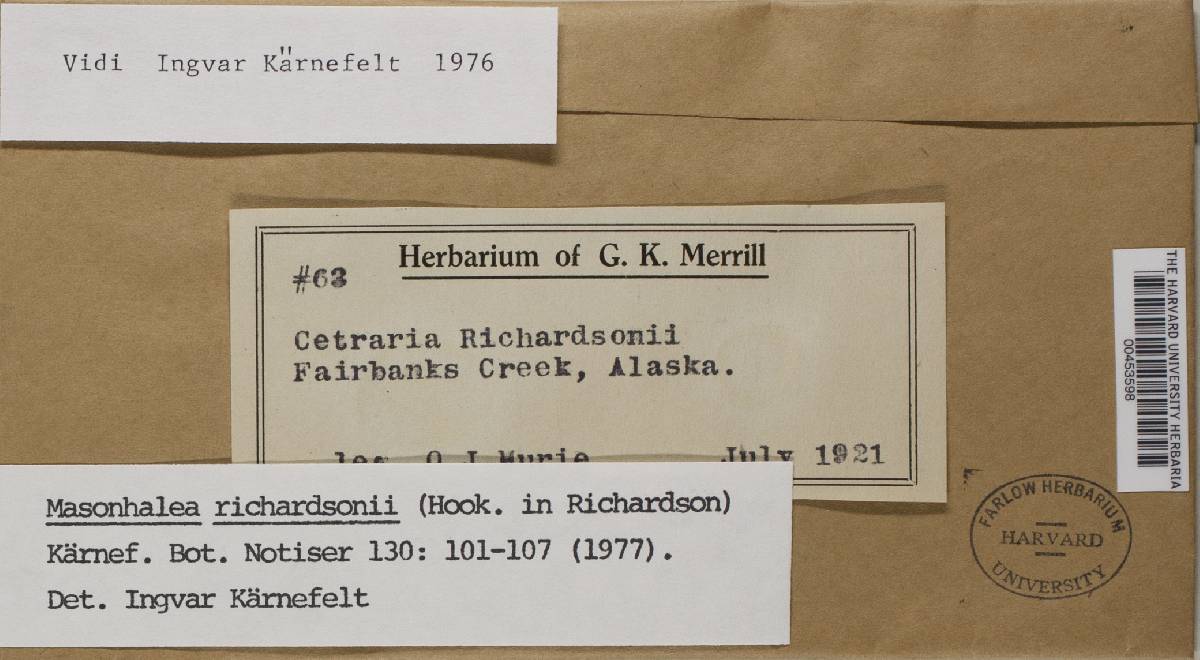 Vidi Ingvar Kärnefelt 1976
Herbarium of G. K. Merrill
#63
Cetraria Richardsonii
Fairbanks Creek, Alaska.
leg O J Murie July 1921
Masonhalea richardsonii (Hook. in Richardson)
Kärnef. Bot. Notiser 130: 101-107 (1977).
Det. Ingvar Kärnefelt
THE HARVARD UNIVERSITY HERBARIA
00453598
FARLOW HERBARIUM
HARVARD
UNIVERSITY